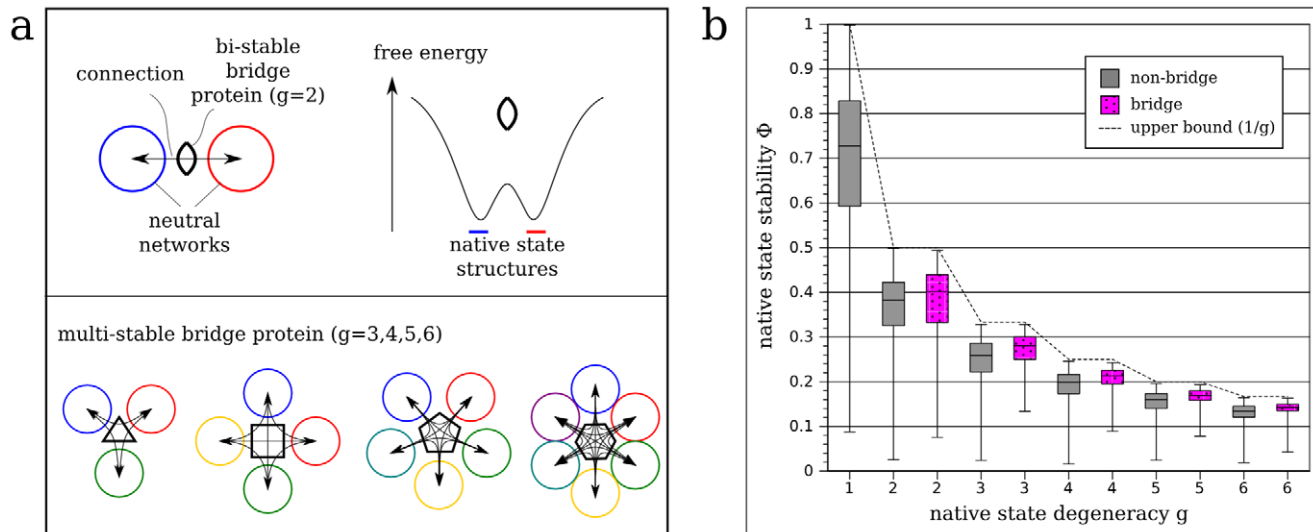 a
bi-stable
bridge
protein (g=2)
connection
neutral
networks
free energy
native state
structures
multi-stable bridge protein (g=3,4,5,6)
b
native state stability Φ
1
0.9
0.8
0.7
0.6
0.5
0.4
0.3
0.2
0.1
0
non-bridge
bridge
upper bound (1/g)
1 2 2 3 3 4 4 5 5 6 6
native state degeneracy g